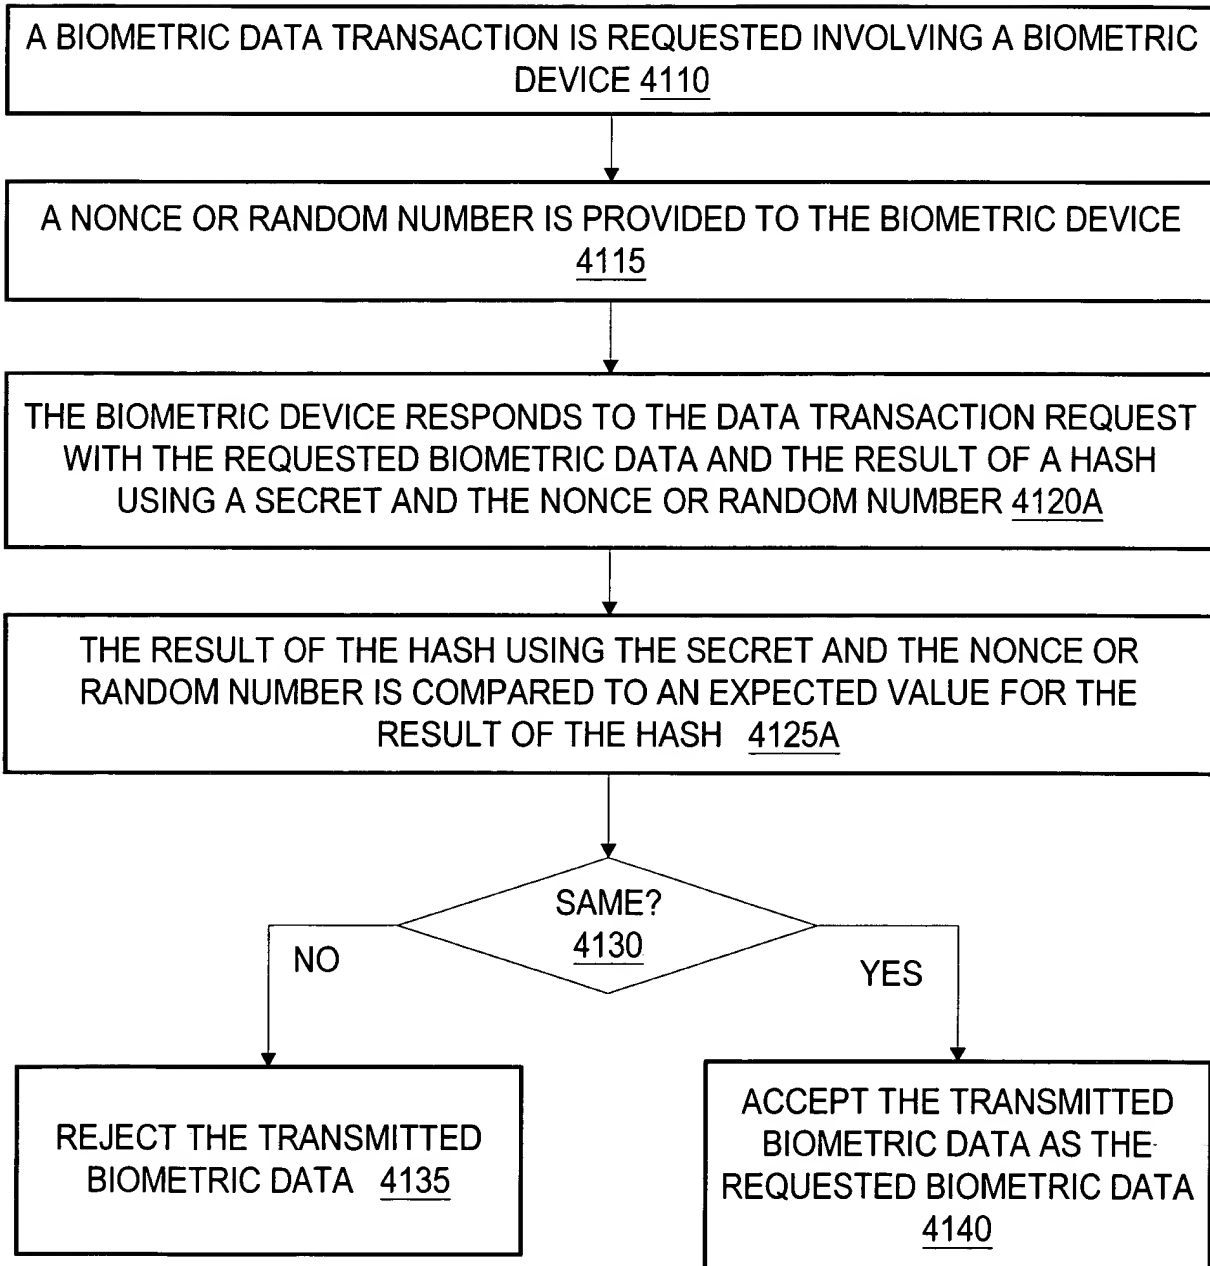 A BIOMETRIC DATA TRANSACTION IS REQUESTED INVOLVING A BIOMETRIC
DEVICE 4110
A NONCE OR RANDOM NUMBER IS PROVIDED TO THE BIOMETRIC DEVICE
4115
THE BIOMETRIC DEVICE RESPONDS TO THE DATA TRANSACTION REQUEST
WITH THE REQUESTED BIOMETRIC DATA AND THE RESULT OF A HASH
USING A SECRET AND THE NONCE OR RANDOM NUMBER 4120A
THE RESULT OF THE HASH USING THE SECRET AND THE NONCE OR
RANDOM NUMBER IS COMPARED TO AN EXPECTED VALUE FOR THE
RESULT OF THE HASH 4125A
SAME?
4130
NO
YES
REJECT THE TRANSMITTED
BIOMETRIC DATA 4135
ACCEPT THE TRANSMITTED
BIOMETRIC DATA AS THE
REQUESTED BIOMETRIC DATA
4140